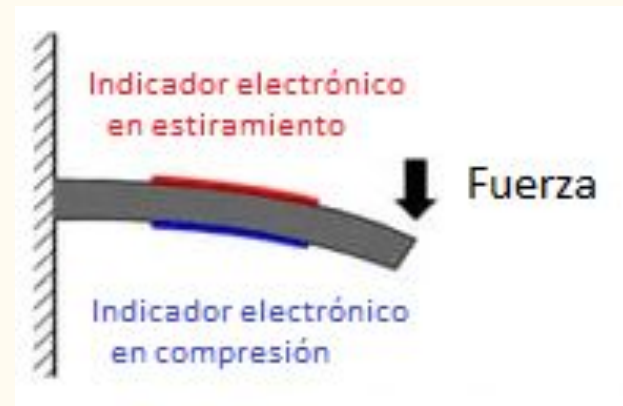 Indicador electrónico
en estiramiento
Fuerza
Indicador electrónico
en compresión